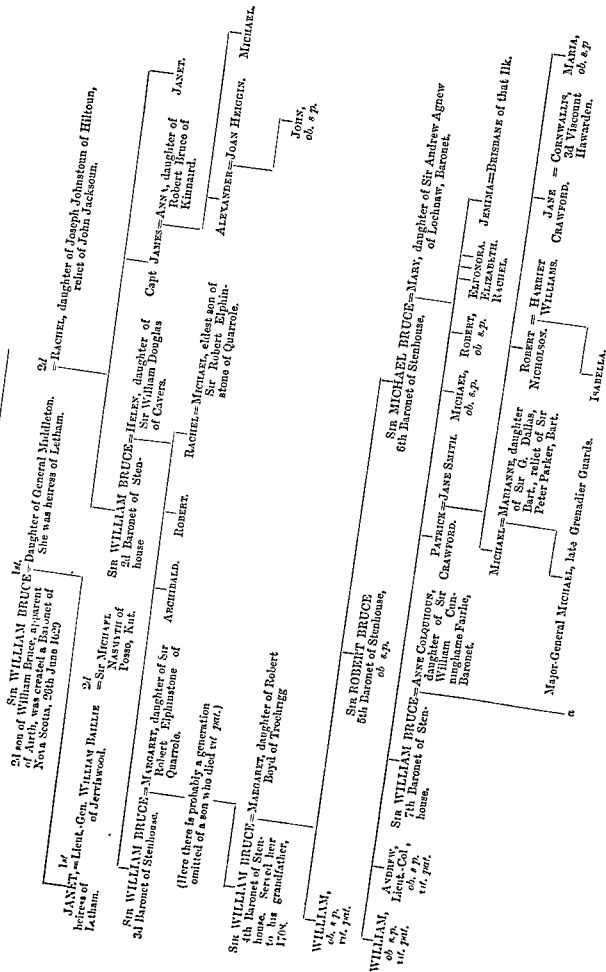 1st.
SIR WILLIAM BRUCE=Daughter of General Middleton.
2d son of William Bruce, apparent She was heiress of Letham.
of Airth, was created a Baronet of
Nova Scotia, 26th June 1629
2d
=RACHEL, daughter of Joseph Johnstoun of Hiltoun,
relict of John Jacksoun.
1st
JANET,=Lieut.-Gen. WILLIAM BAILLIE
heiress of of Jerviswood.
Letham.
2d
=Sir MICHAEL
NASMYTH of
Posso, Knt.
SIR WILLIAM BRUCE=HELEN, daughter of
2d Baronet of Sten- Sir William Douglas
house of Cavers.
Capt JAMES=ANNA, daughter of
Robert Bruce of
Kinnaird.
JANET.
SIR WILLIAM BRUCE=MARGARET, daughter of Sir
3d Baronet of Stenhouse. Robert Elphinstone of
Quarrole.
ARCHIBALD.
ROBERT.
RACHEL=MICHAEL, eldest son of
Sir Robert Elphin-
stone of Quarrole.
ALEXANDER=JOAN HEIGGIN.
MICHAEL.
JOHN,
ob. s p.
(Here there is probably a generation
omitted of a son who died vit pat.)
SIR WILLIAM BRUCE=MARGARET, daughter of Robert
4th Baronet of Sten- Boyd of Trochrigg
house. Served heir
to his grandfather,
WILLIAM,
ob. s p.
vit. pat.
SIR ROBERT BRUCE
5th Baronet of Stenhouse,
ob s.p.
SIR MICHAEL BRUCE=MARY, daughter of Sir Andrew Agnew
6th Baronet of Stenhouse. of Lochnaw, Baronet.
WILLIAM,
ob s.p.
vit. pat.
ANDREW,
Lieut.-Col,
ob. s.p.
vit. pat.
SIR WILLIAM BRUCE=ANNE COLQUHOUN,
7th Baronet of Sten- daughter of Sir
house. William Cun-
ninghame Fairlie,
Baronet.
PATRICK=JANE SMITH.
CRAWFORD.
MICHAEL,
ob. s.p.
ROBERT,
ob s.p.
ELEONORA.
ELIZABETH.
RACHEL.
JEMIMA=BRISBANE of that Ilk.
a
MICHAEL=MARIANNE, daughter
of Sir G. Dallas,
Bart., relict of Sir
Peter Parker, Bart.
ROBERT = HARRIET
NICHOLSON. WILLIAMS.
JANE = CORNWALLIS,
CRAWFORD. 3d Viscount
Hawarden.
MARIA,
ob. s.p
Major-General MICHAEL, late Grenadier Guards.
ISABELLA.